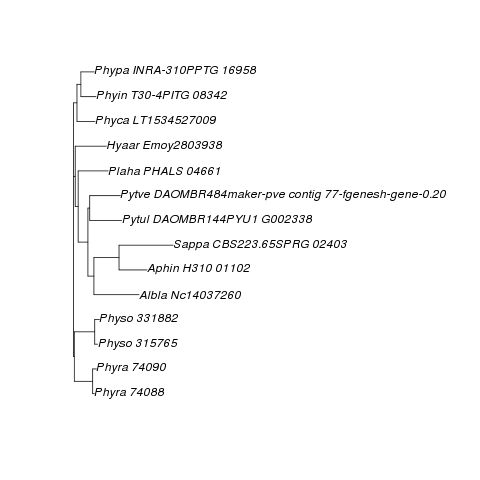 Phypa INRA-310PPTG 16958
Phyin T30-4PITG 08342
Phyca LT1534527009
Hyaar Emoy2803938
Plaha PHALS 04661
Pytve DAOMBR484maker-pve contig 77-fgenesh-gene-0.20
Pytul DAOMBR144PYU1 G002338
Sappa CBS223.65SPRG 02403
Aphin H310 01102
Albla Nc14037260
Physo 331882
Physo 315765
Phyra 74090
Phyra 74088